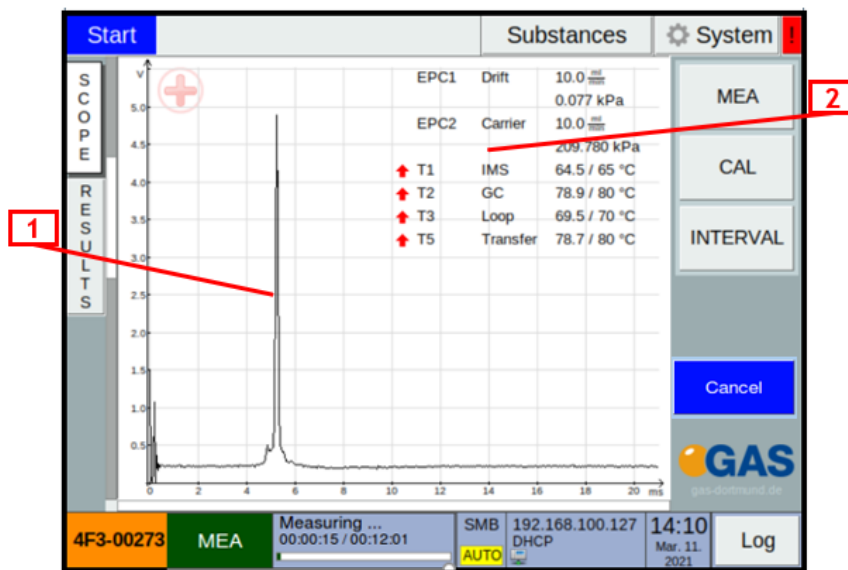 Start
Substances
System
!
S
C
O
P
E
R
E
S
U
L
T
S
V
5.0
4.5
4.0
3.5
3.0
2.5
2.0
1.5
1.0
0.5
0 2 4 6 8 10 12 14 16 18 20 ms
EPC1 Drift 10.0 ml/min
0.077 kPa
EPC2 Carrier 10.0 ml/min
209.780 kPa
T1 IMS 64.5 / 65 °C
T2 GC 78.9 / 80 °C
T3 Loop 69.5 / 70 °C
T5 Transfer 78.7 / 80 °C
1
2
MEA
CAL
INTERVAL
Cancel
GAS
gas-dortmund.de
4F3-00273
MEA
Measuring ...
00:00:15 / 00:12:01
SMB
AUTO
192.168.100.127
DHCP
14:10
Mar. 11.
2021
Log